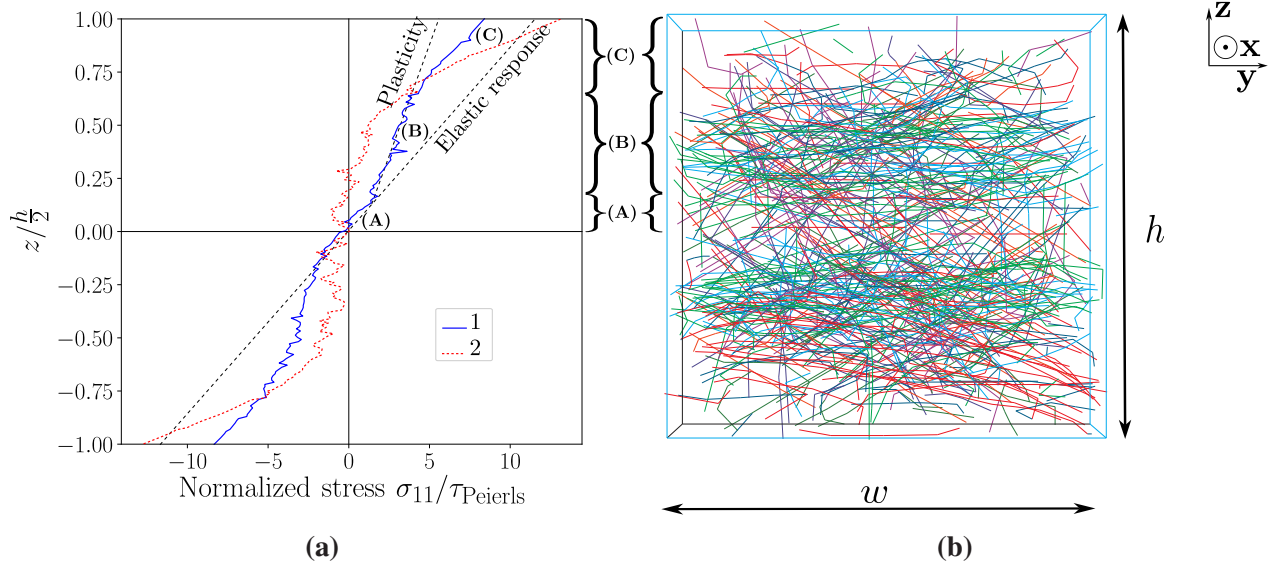 1.00
0.75
0.50
0.25
0.00
−0.25
−0.50
−0.75
−1.00
z/h/2
−10
−5
0
5
10
Normalized stress σ11/τPeierls
Plasticity
Elastic response
(C)
(B)
(A)
1
2
(C)
(B)
(A)
z
x
y
h
w
(a)
(b)